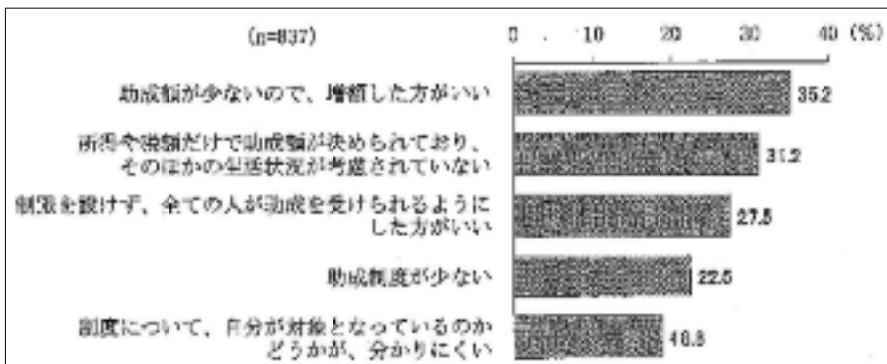 (n=837)
0 10 20 30 40 (%)
助成額が少ないので、増額した方がいい
35.2
所得や税額だけで助成額が決められており、
そのほかの生活状況が考慮されていない
31.2
制限を設けず、全ての人が助成を受けられるように
した方がいい
27.5
助成制度が少ない
22.5
制度について、自分が対象となっているのか
どうかが、分かりにくい